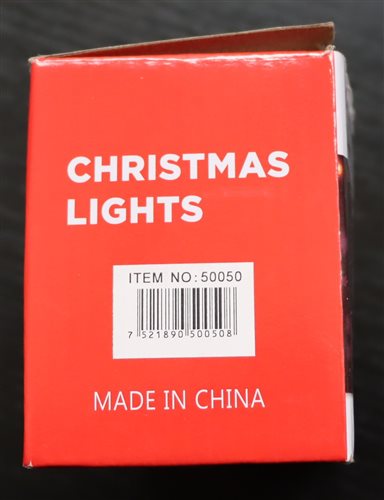 CHRISTMAS
LIGHTS
ITEM NO:50050
7 521890 500508
MADE IN CHINA